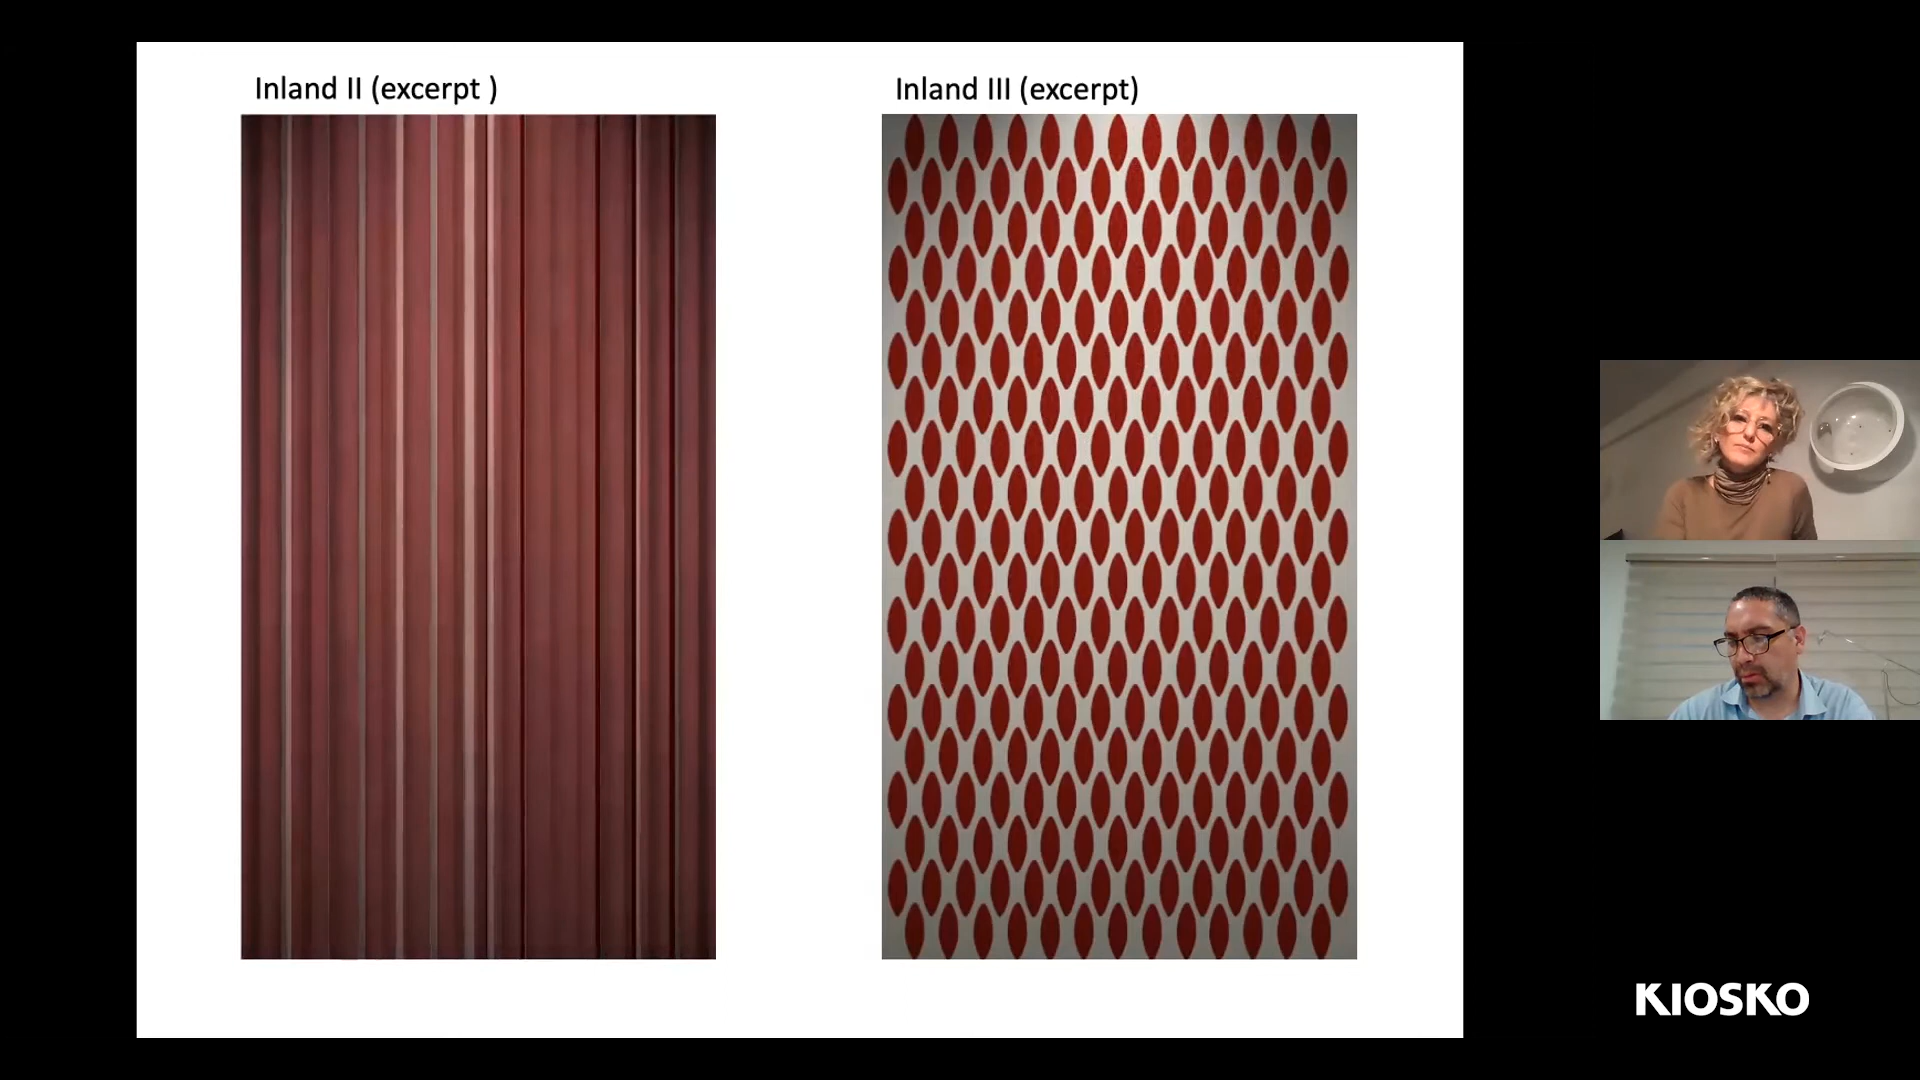 Inland II (excerpt )
Inland III (excerpt)
KIOSKO